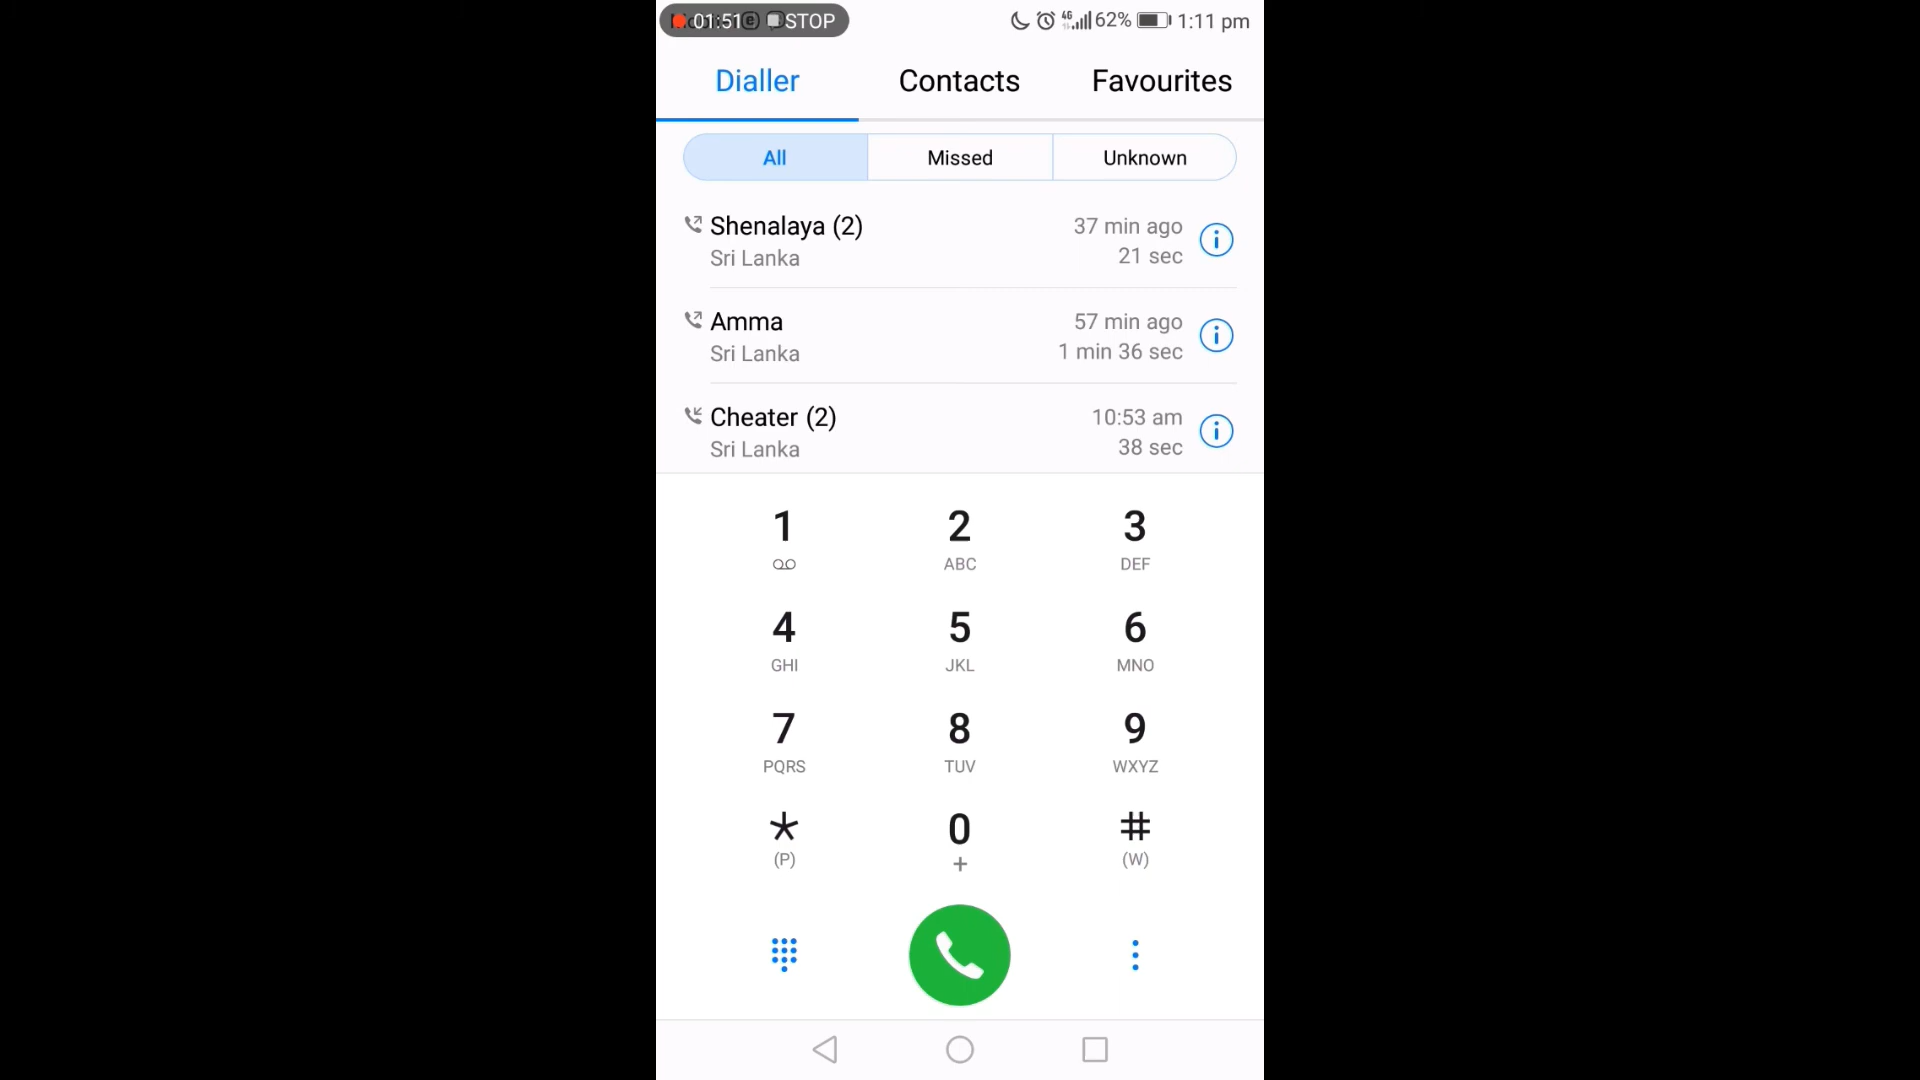 01:51 STOP 4G 62% 1:11 pm
Dialler Contacts Favourites
All Missed Unknown
Shenalaya (2) 37 min ago
Sri Lanka 21 sec
Amma 57 min ago
Sri Lanka 1 min 36 sec
Cheater (2) 10:53 am
Sri Lanka 38 sec
1 2 3
ABC DEF
4 5 6
GHI JKL MNO
7 8 9
PQRS TUV WXYZ
* 0 #
(P) + (W)